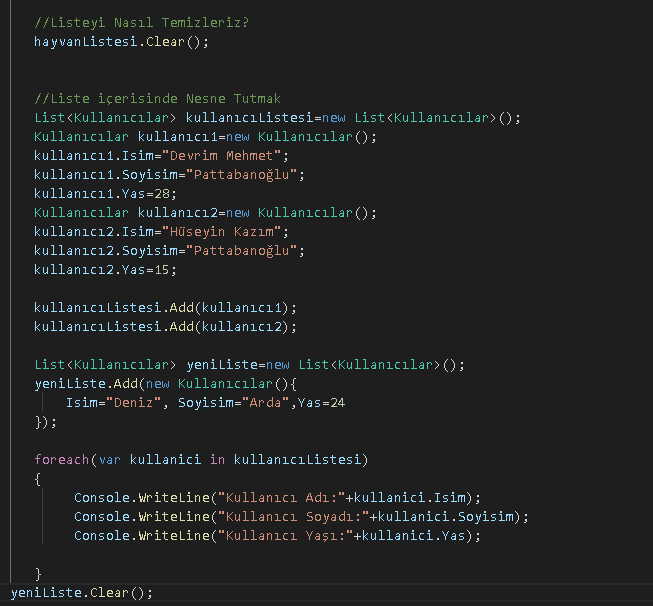 //Listeyi Nasıl Temizleriz?
hayvanListesi.Clear();
//Liste içerisinde Nesne Tutmak
List<Kullanıcılar> kullanıcıListesi=new List<Kullanıcılar>();
Kullanıcılar kullanıcı1=new Kullanıcılar();
kullanıcı1.Isim="Devrim Mehmet";
kullanıcı1.Soyisim="Pattabanoğlu";
kullanıcı1.Yas=28;
Kullanıcılar kullanıcı2=new Kullanıcılar();
kullanıcı2.Isim="Hüseyin Kazım";
kullanıcı2.Soyisim="Pattabanoğlu";
kullanıcı2.Yas=15;
kullanıcıListesi.Add(kullanıcı1);
kullanıcıListesi.Add(kullanıcı2);
List<Kullanıcılar> yeniListe=new List<Kullanıcılar>();
yeniListe.Add(new Kullanıcılar(){
Isim="Deniz", Soyisim="Arda",Yas=24
});
foreach(var kullanici in kullanıcıListesi)
{
Console.WriteLine("Kullanıcı Adı:"+kullanici.Isim);
Console.WriteLine("Kullanıcı Soyadı:"+kullanici.Soyisim);
Console.WriteLine("Kullanıcı Yaşı:"+kullanici.Yas);
}
yeniListe.Clear();